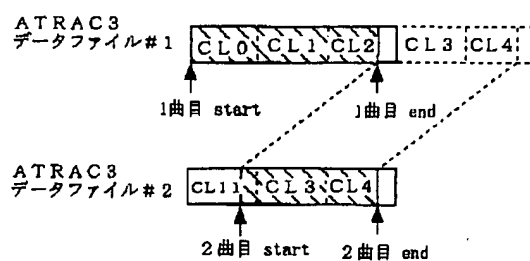 ATRAC3
データファイル#1
CL0 CL1 CL2 CL3 CL4
1曲目 start 1曲目 end
ATRAC3
データファイル#2
CL11 CL3 CL4
2曲目 start 2曲目 end